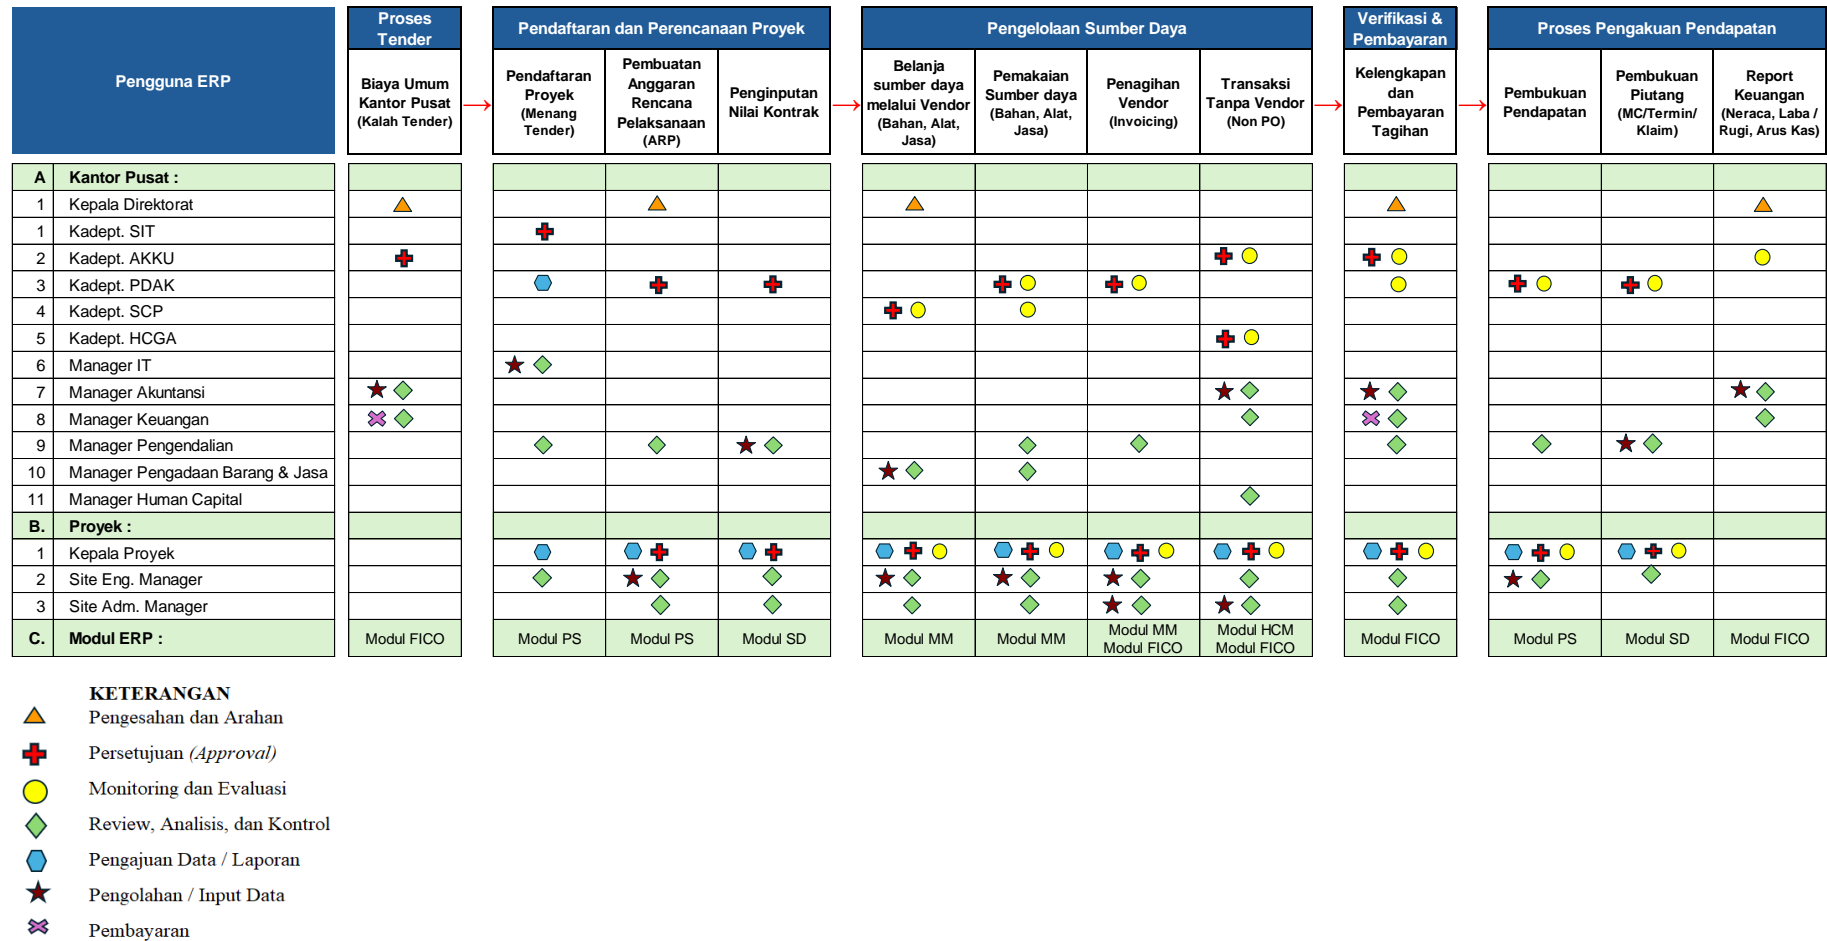 Pengguna ERP
Proses
Tender
Pendaftaran dan Perencanaan Proyek
Pengelolaan Sumber Daya
Verifikasi &
Pembayaran
Proses Pengakuan Pendapatan
Biaya Umum
Kantor Pusat
(Kalah Tender)
Pendaftaran
Proyek
(Menang
Tender)
Pembuatan
Anggaran
Rencana
Pelaksanaan
(ARP)
Penginputan
Nilai Kontrak
Belanja
sumber daya
melalui Vendor
(Bahan, Alat,
Jasa)
Pemakaian
Sumber daya
(Bahan, Alat,
Jasa)
Penagihan
Vendor
(Invoicing)
Transaksi
Tanpa Vendor
(Non PO)
Kelengkapan
dan
Pembayaran
Tagihan
Pembukuan
Pendapatan
Pembukuan
Piutang
(MC/Termin/
Klaim)
Report
Keuangan
(Neraca, Laba /
Rugi, Arus Kas)
A Kantor Pusat :
1 Kepala Direktorat
1 Kadept. SIT
2 Kadept. AKKU
3 Kadept. PDAK
4 Kadept. SCP
5 Kadept. HCGA
6 Manager IT
7 Manager Akuntansi
8 Manager Keuangan
9 Manager Pengendalian
10 Manager Pengadaan Barang & Jasa
11 Manager Human Capital
B. Proyek :
1 Kepala Proyek
2 Site Eng. Manager
3 Site Adm. Manager
C. Modul ERP :
Modul FICO
Modul PS
Modul PS
Modul SD
Modul MM
Modul MM
Modul MM
Modul FICO
Modul HCM
Modul FICO
Modul FICO
Modul PS
Modul SD
Modul FICO
KETERANGAN
Pengesahan dan Arahan
Persetujuan (Approval)
Monitoring dan Evaluasi
Review, Analisis, dan Kontrol
Pengajuan Data / Laporan
Pengolahan / Input Data
Pembayaran